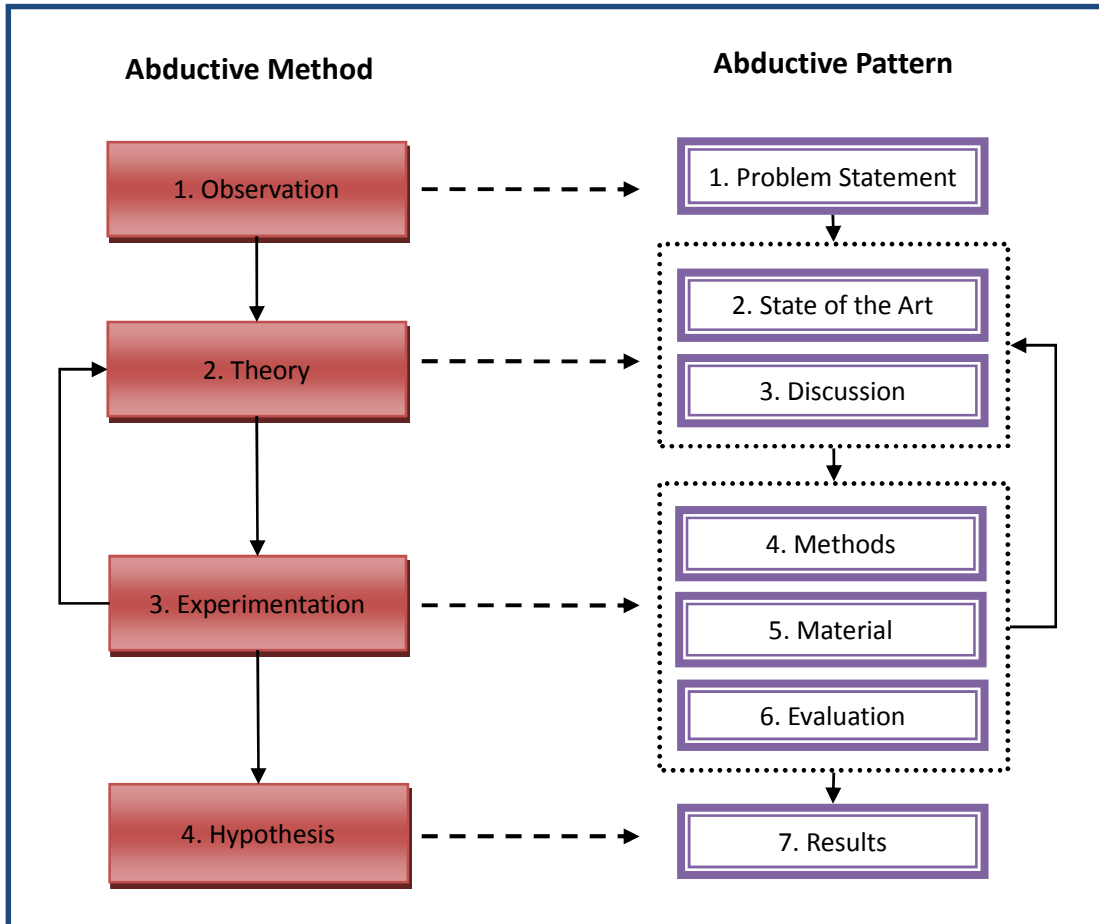 Abductive Method
Abductive Pattern
1. Observation
1. Problem Statement
2. State of the Art
2. Theory
3. Discussion
4. Methods
3. Experimentation
5. Material
6. Evaluation
4. Hypothesis
7. Results